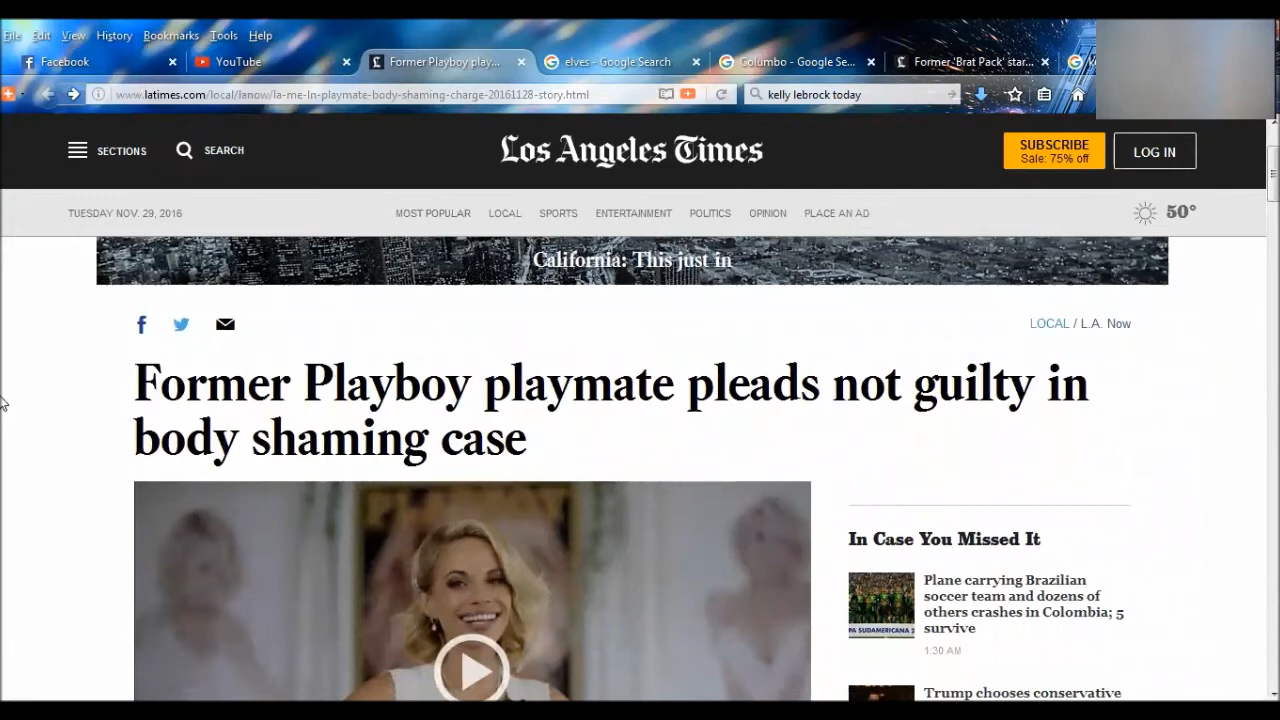 File Edit View History Bookmarks Tools Help
Facebook YouTube Former Playboy play... elves - Google Search Columbo - Google Se... Former 'Brat Pack' star...
www.latimes.com/local/lanow/la-me-ln-playmate-body-shaming-charge-20161128-story.html kelly lebrock today
SECTIONS SEARCH Los Angeles Times SUBSCRIBE LOG IN
Sale: 75% off
TUESDAY NOV. 29, 2016 MOST POPULAR LOCAL SPORTS ENTERTAINMENT POLITICS OPINION PLACE AN AD 50°
California: This just in
LOCAL / L.A. Now
Former Playboy playmate pleads not guilty in
body shaming case
In Case You Missed It
Plane carrying Brazilian
soccer team and dozens of
others crashes in Colombia; 5
survive
1:30 AM
Trump chooses conservative